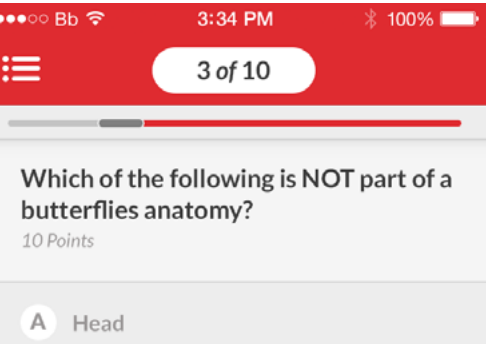 Bb 3:34 PM 100%
3 of 10
Which of the following is NOT part of a
butterflies anatomy?
10 Points
A Head